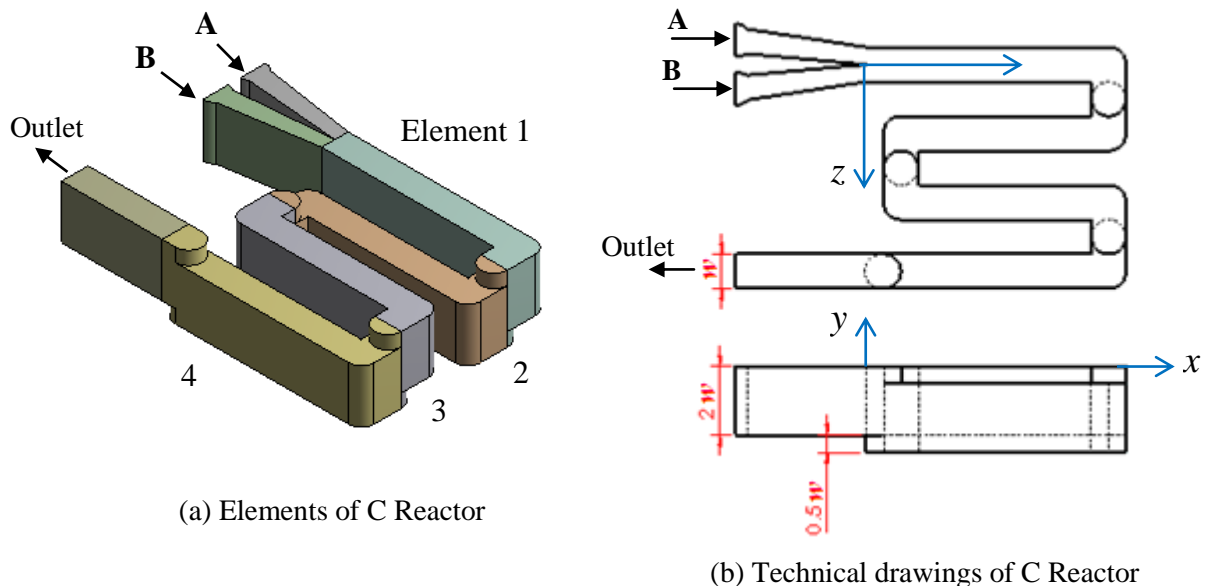 A
B
Outlet
Element 1
4
3
2
(a) Elements of C Reactor
A
B
z
Outlet
w
y
x
2w
0.5w
(b) Technical drawings of C Reactor